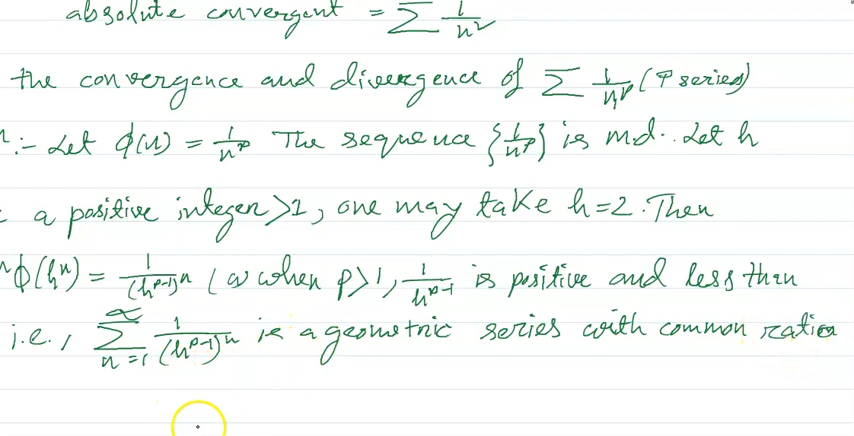 absolute convergent = ∑ 1/n²
the convergence and divergence of ∑ 1/n^p (P series)
n :- Let φ(n) = 1/n^p The sequence {1/n^p} is md.. Let h
a positive integer >1, one may take h=2. Then
n φ(h^n) = 1/(h^{p-1})^n (a) when p>1, 1/h^{p-1} is positive and less than
i.e., ∑_{n=1}^{∞} 1/(h^{p-1})^n is a geometric series with common ratio